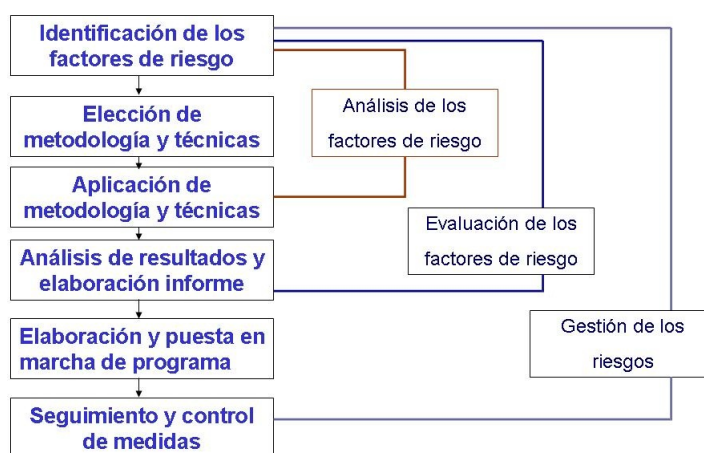 Identificación de los
factores de riesgo
Elección de
metodología y técnicas
Aplicación de
metodología y técnicas
Análisis de resultados y
elaboración informe
Elaboración y puesta en
marcha de programa
Seguimiento y control
de medidas
Análisis de los
factores de riesgo
Evaluación de los
factores de riesgo
Gestión de los
riesgos